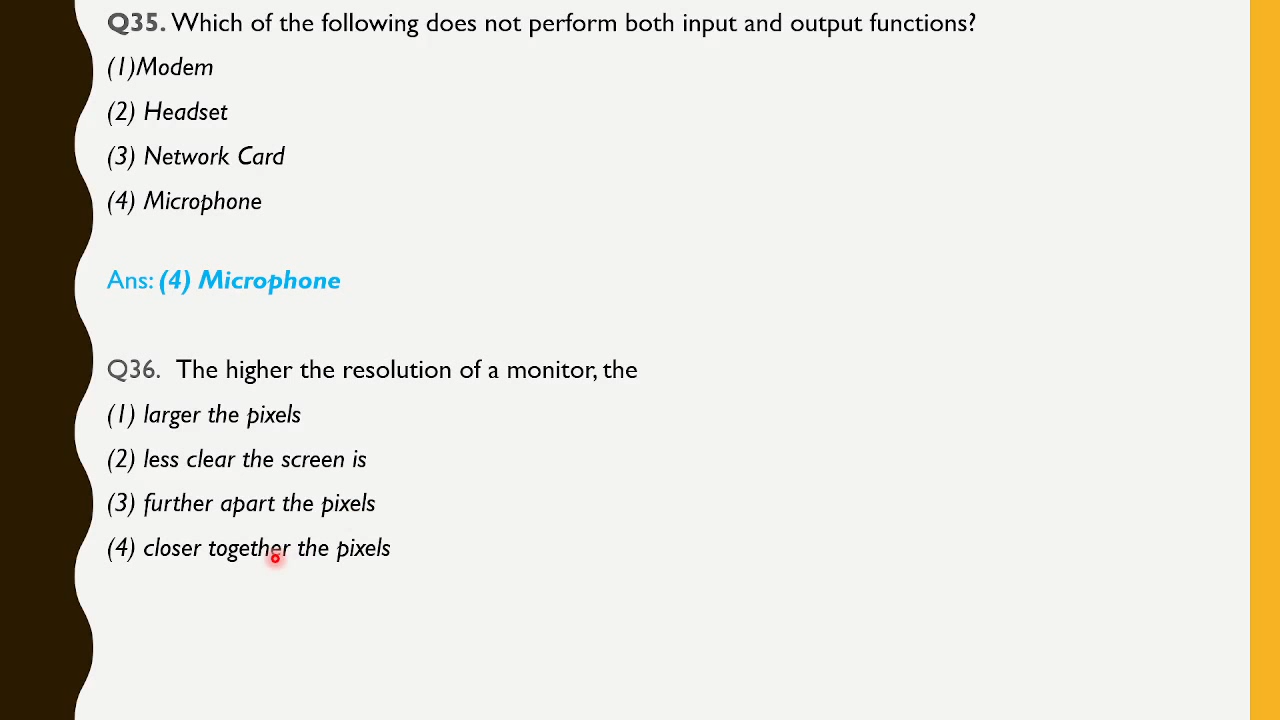 Q35. Which of the following does not perform both input and output functions?
(1)Modem
(2) Headset
(3) Network Card
(4) Microphone
Ans: (4) Microphone
Q36. The higher the resolution of a monitor, the
(1) larger the pixels
(2) less clear the screen is
(3) further apart the pixels
(4) closer together the pixels